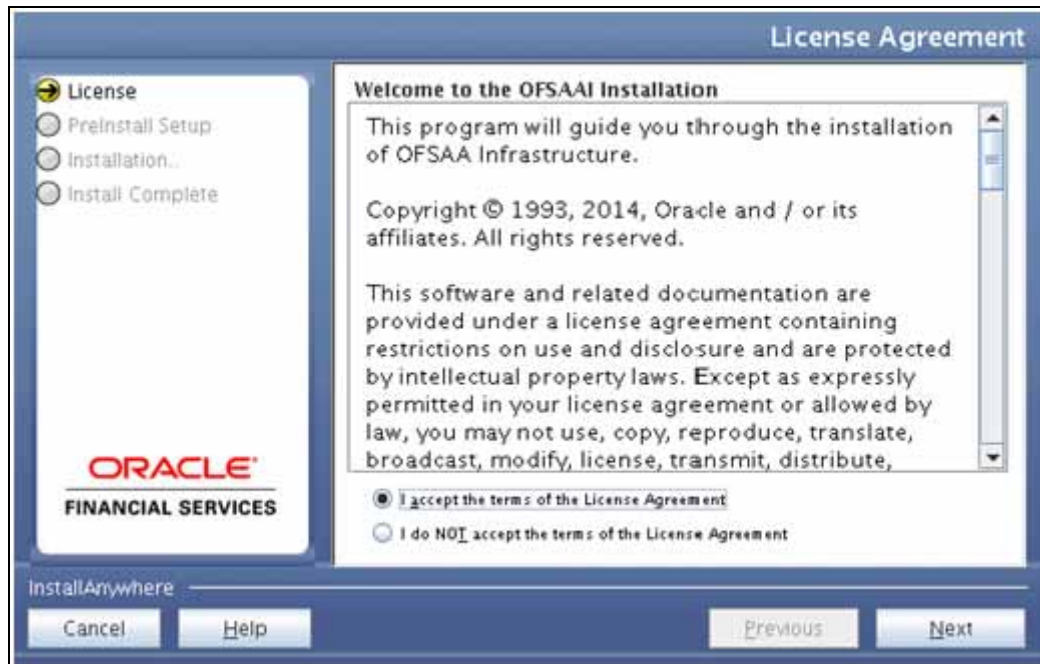 License Agreement
License
PreInstall Setup
Installation..
Install Complete
ORACLE
FINANCIAL SERVICES
Welcome to the OFSAAI Installation
This program will guide you through the installation
of OFSAA Infrastructure.
Copyright © 1993, 2014, Oracle and / or its
affiliates. All rights reserved.
This software and related documentation are
provided under a license agreement containing
restrictions on use and disclosure and are protected
by intellectual property laws. Except as expressly
permitted in your license agreement or allowed by
law, you may not use, copy, reproduce, translate,
broadcast, modify, license, transmit, distribute,
I accept the terms of the License Agreement
I do NOT accept the terms of the License Agreement
InstallAnywhere
Cancel
Help
Previous
Next